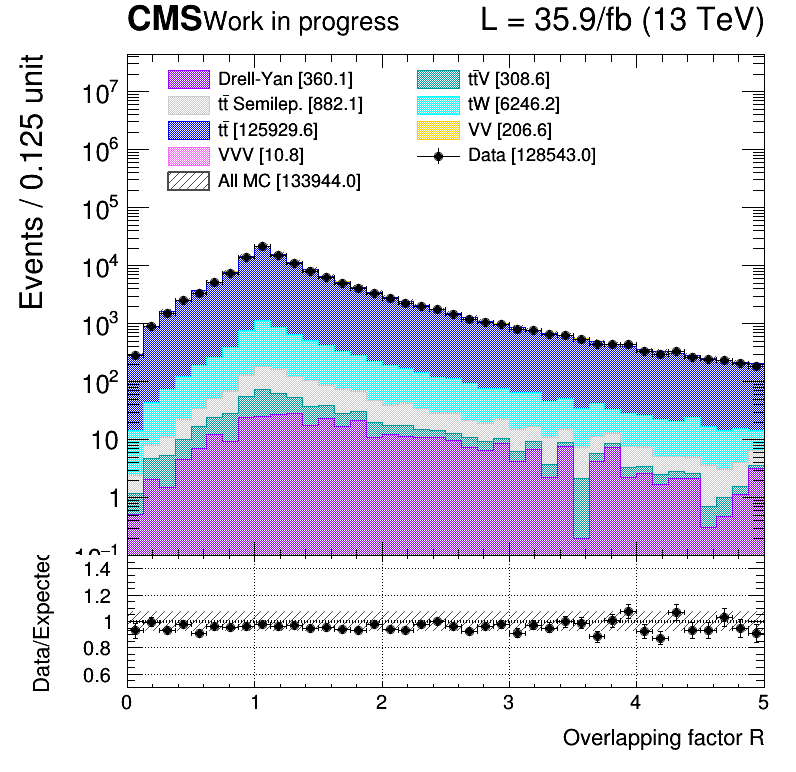 CMS Work in progress L = 35.9/fb (13 TeV)
Drell-Yan [360.1] tt̄V [308.6]
tt̄ Semilep. [882.1] tW [6246.2]
tt̄ [125929.6] VV [206.6]
VVV [10.8] Data [128543.0]
All MC [133944.0]
Events / 0.125 unit
10⁷
10⁶
10⁵
10⁴
10³
10²
10
1
10⁻¹
Data/Expected
1.4
1.2
1
0.8
0.6
0 1 2 3 4 5
Overlapping factor R